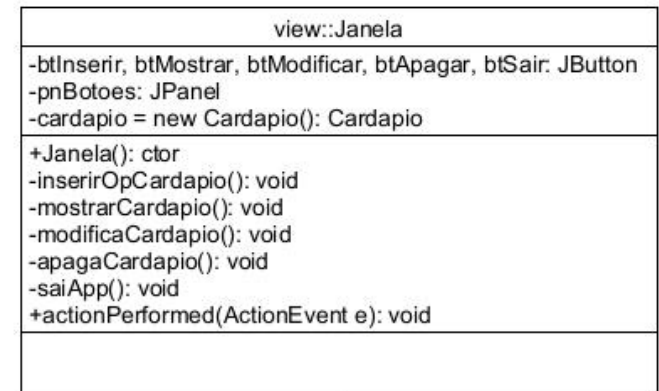 view::Janela
-btInserir, btMostrar, btModificar, btApagar, btSair: JButton
-pnBotoes: JPanel
-cardapio = new Cardapio(): Cardapio
+Janela(): ctor
-inserirOpCardapio(): void
-mostrarCardapio(): void
-modificaCardapio(): void
-apagaCardapio(): void
-saiApp(): void
+actionPerformed(ActionEvent e): void